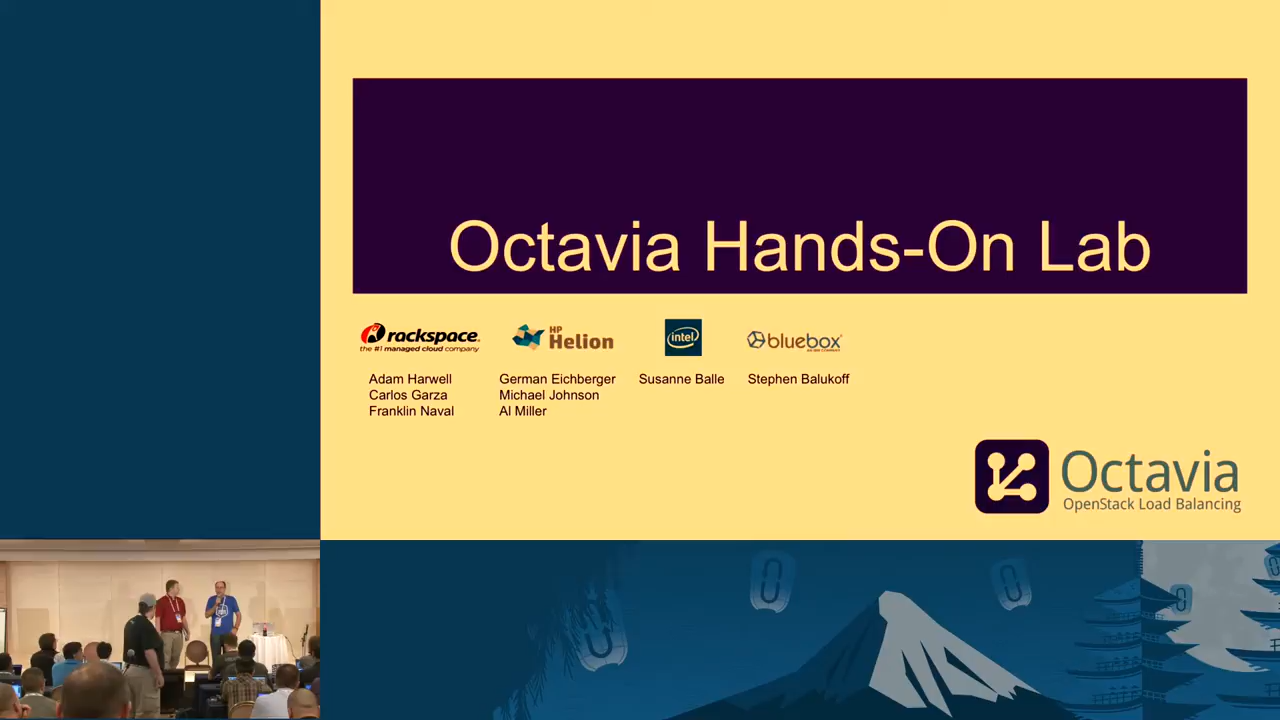 Octavia Hands-On Lab
rackspace
the #1 managed cloud company
HP
Helion
intel
bluebox
Adam Harwell
Carlos Garza
Franklin Naval
German Eichberger
Michael Johnson
Al Miller
Susanne Balle
Stephen Balukoff
Octavia
OpenStack Load Balancing